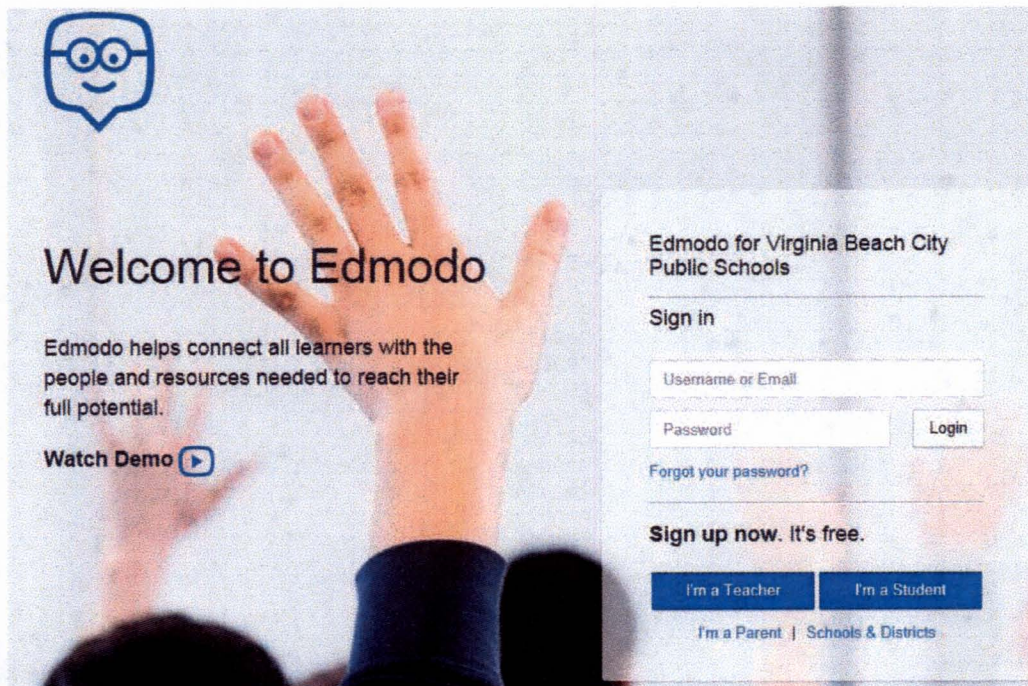 Welcome to Edmodo
Edmodo helps connect all learners with the
people and resources needed to reach their
full potential.
Watch Demo
Edmodo for Virginia Beach City
Public Schools
Sign in
Username or Email
Password
Login
Forgot your password?
Sign up now. It's free.
I'm a Teacher
I'm a Student
I'm a Parent | Schools & Districts